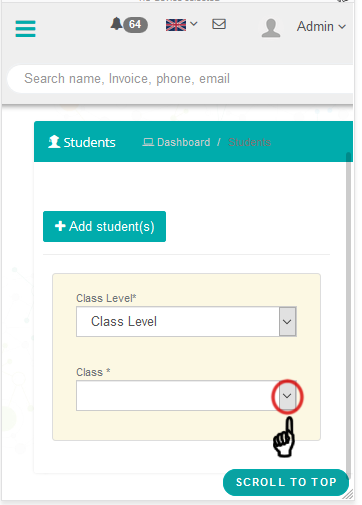 64
Admin
Search name, Invoice, phone, email
Students
Dashboard / Students
+ Add student(s)
Class Level*
Class Level
Class *
SCROLL TO TOP